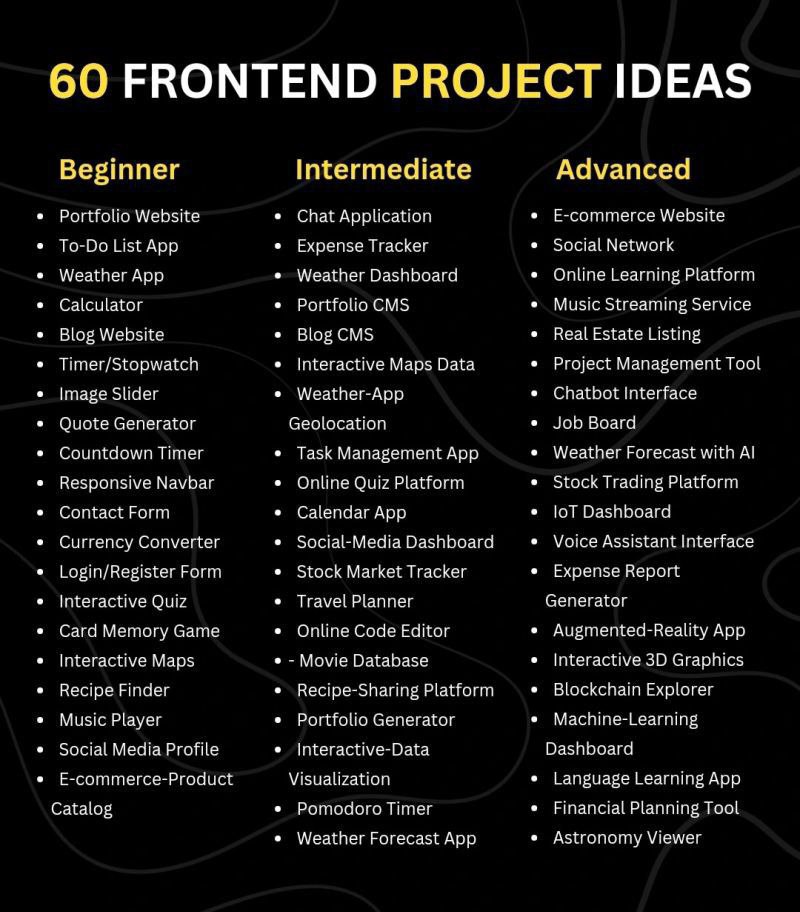 60 FRONTEND PROJECT IDEAS
Beginner
• Portfolio Website
• To-Do List App
• Weather App
• Calculator
• Blog Website
• Timer/Stopwatch
• Image Slider
• Quote Generator
• Countdown Timer
• Responsive Navbar
• Contact Form
• Currency Converter
• Login/Register Form
• Interactive Quiz
• Card Memory Game
• Interactive Maps
• Recipe Finder
• Music Player
• Social Media Profile
• E-commerce-Product
Catalog
Intermediate
• Chat Application
• Expense Tracker
• Weather Dashboard
• Portfolio CMS
• Blog CMS
• Interactive Maps Data
• Weather-App
Geolocation
• Task Management App
• Online Quiz Platform
• Calendar App
• Social-Media Dashboard
• Stock Market Tracker
• Travel Planner
• Online Code Editor
• - Movie Database
• Recipe-Sharing Platform
• Portfolio Generator
• Interactive-Data
Visualization
• Pomodoro Timer
• Weather Forecast App
Advanced
• E-commerce Website
• Social Network
• Online Learning Platform
• Music Streaming Service
• Real Estate Listing
• Project Management Tool
• Chatbot Interface
• Job Board
• Weather Forecast with AI
• Stock Trading Platform
• IoT Dashboard
• Voice Assistant Interface
• Expense Report
Generator
• Augmented-Reality App
• Interactive 3D Graphics
• Blockchain Explorer
• Machine-Learning
Dashboard
• Language Learning App
• Financial Planning Tool
• Astronomy Viewer